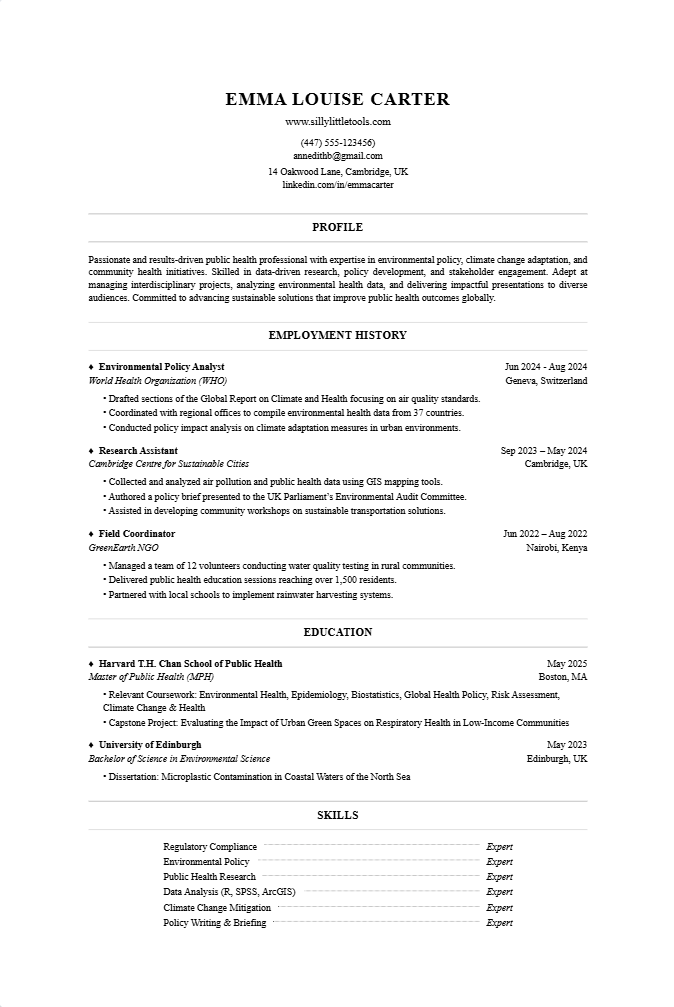 EMMA LOUISE CARTER
www.sillylittletools.com
(447) 555-123456)
annedithb@gmail.com
14 Oakwood Lane, Cambridge, UK
linkedin.com/in/emmacarter
PROFILE
Passionate and results-driven public health professional with expertise in environmental policy, climate change adaptation, and
community health initiatives. Skilled in data-driven research, policy development, and stakeholder engagement. Adept at
managing interdisciplinary projects, analyzing environmental health data, and delivering impactful presentations to diverse
audiences. Committed to advancing sustainable solutions that improve public health outcomes globally.
EMPLOYMENT HISTORY
♦ Environmental Policy Analyst Jun 2024 - Aug 2024
World Health Organization (WHO) Geneva, Switzerland
• Drafted sections of the Global Report on Climate and Health focusing on air quality standards.
• Coordinated with regional offices to compile environmental health data from 37 countries.
• Conducted policy impact analysis on climate adaptation measures in urban environments.
♦ Research Assistant Sep 2023 – May 2024
Cambridge Centre for Sustainable Cities Cambridge, UK
• Collected and analyzed air pollution and public health data using GIS mapping tools.
• Authored a policy brief presented to the UK Parliament’s Environmental Audit Committee.
• Assisted in developing community workshops on sustainable transportation solutions.
♦ Field Coordinator Jun 2022 – Aug 2022
GreenEarth NGO Nairobi, Kenya
• Managed a team of 12 volunteers conducting water quality testing in rural communities.
• Delivered public health education sessions reaching over 1,500 residents.
• Partnered with local schools to implement rainwater harvesting systems.
EDUCATION
♦ Harvard T.H. Chan School of Public Health May 2025
Master of Public Health (MPH) Boston, MA
• Relevant Coursework: Environmental Health, Epidemiology, Biostatistics, Global Health Policy, Risk Assessment,
Climate Change & Health
• Capstone Project: Evaluating the Impact of Urban Green Spaces on Respiratory Health in Low-Income Communities
♦ University of Edinburgh May 2023
Bachelor of Science in Environmental Science Edinburgh, UK
• Dissertation: Microplastic Contamination in Coastal Waters of the North Sea
SKILLS
Regulatory Compliance Expert
Environmental Policy Expert
Public Health Research Expert
Data Analysis (R, SPSS, ArcGIS) Expert
Climate Change Mitigation Expert
Policy Writing & Briefing Expert